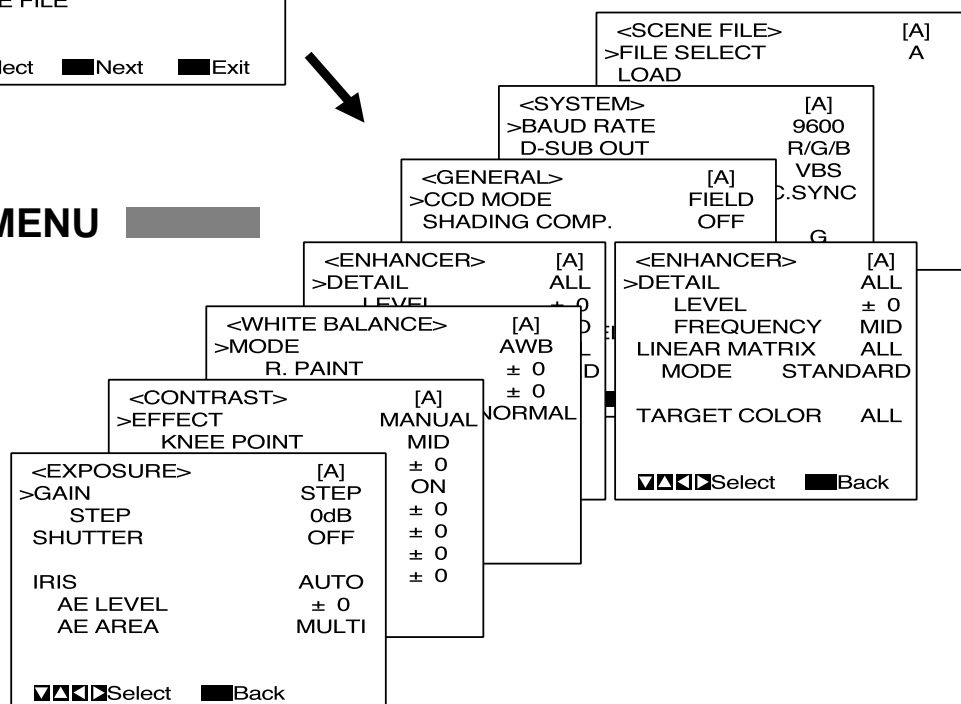 E FILE
lect Next Exit
MENU
<SCENE FILE> [A]
>FILE SELECT A
LOAD
<SYSTEM> [A]
>BAUD RATE 9600
D-SUB OUT R/G/B
VBS
C.SYNC
G
<GENERAL> [A]
>CCD MODE FIELD
SHADING COMP. OFF
<ENHANCER> [A]
>DETAIL ALL
LEVEL ± 0
D
L
D
<ENHANCER> [A]
>DETAIL ALL
LEVEL ± 0
FREQUENCY MID
LINEAR MATRIX ALL
MODE STANDARD
TARGET COLOR ALL
Select Back
<WHITE BALANCE> [A]
>MODE AWB
R. PAINT ± 0
± 0
NORMAL
<CONTRAST> [A]
>EFFECT MANUAL
KNEE POINT MID
± 0
ON
± 0
± 0
± 0
± 0
<EXPOSURE> [A]
>GAIN STEP
STEP 0dB
SHUTTER OFF
IRIS AUTO
AE LEVEL ± 0
AE AREA MULTI
Select Back